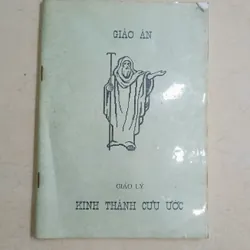 GIÁO ÁN
GIÁO LÝ
KINH THÁNH CỰU ƯỚC